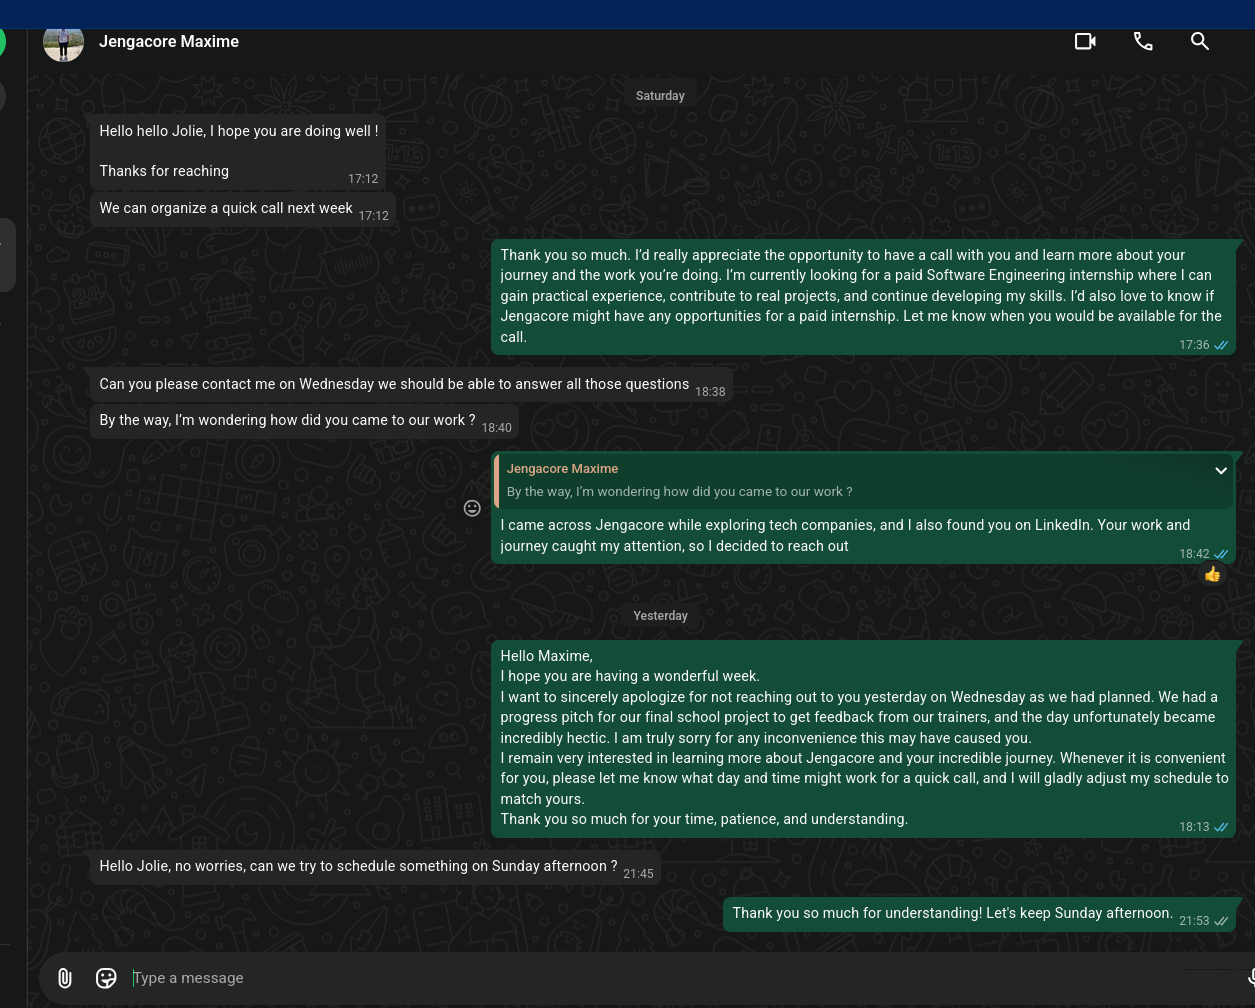 Jengacore Maxime
Saturday
Hello hello Jolie, I hope you are doing well !
Thanks for reaching
17:12
We can organize a quick call next week 17:12
Thank you so much. I’d really appreciate the opportunity to have a call with you and learn more about your
journey and the work you’re doing. I’m currently looking for a paid Software Engineering internship where I can
gain practical experience, contribute to real projects, and continue developing my skills. I’d also love to know if
Jengacore might have any opportunities for a paid internship. Let me know when you would be available for the
call.
17:36
Can you please contact me on Wednesday we should be able to answer all those questions 18:38
By the way, I’m wondering how did you came to our work ? 18:40
Jengacore Maxime
By the way, I’m wondering how did you came to our work ?
I came across Jengacore while exploring tech companies, and I also found you on LinkedIn. Your work and
journey caught my attention, so I decided to reach out
18:42
Yesterday
Hello Maxime,
I hope you are having a wonderful week.
I want to sincerely apologize for not reaching out to you yesterday on Wednesday as we had planned. We had a
progress pitch for our final school project to get feedback from our trainers, and the day unfortunately became
incredibly hectic. I am truly sorry for any inconvenience this may have caused you.
I remain very interested in learning more about Jengacore and your incredible journey. Whenever it is convenient
for you, please let me know what day and time might work for a quick call, and I will gladly adjust my schedule to
match yours.
Thank you so much for your time, patience, and understanding.
18:13
Hello Jolie, no worries, can we try to schedule something on Sunday afternoon ? 21:45
Thank you so much for understanding! Let's keep Sunday afternoon. 21:53
Type a message